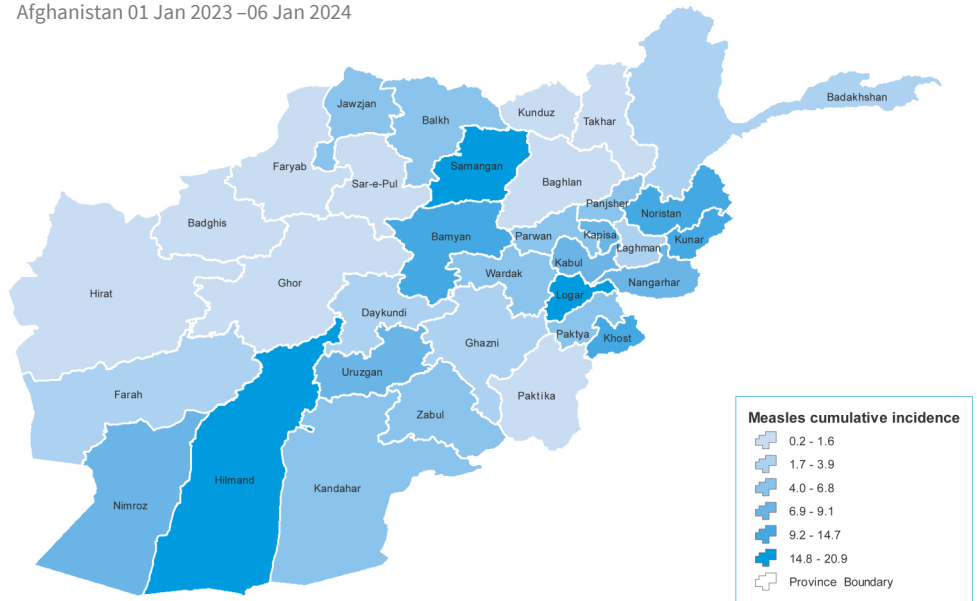 Afghanistan 01 Jan 2023 –06 Jan 2024
Badakhshan
Jawzjan
Balkh
Kunduz
Takhar
Faryab
Samangan
Sar-e-Pul
Baghlan
Panjsher
Noristan
Badghis
Bamyan
Parwan
Kapisa
Kunar
Laghman
Kabul
Wardak
Nangarhar
Hirat
Ghor
Logar
Daykundi
Paktya
Khost
Ghazni
Uruzgan
Farah
Paktika
Zabul
Hilmand
Kandahar
Nimroz
Measles cumulative incidence
0.2 - 1.6
1.7 - 3.9
4.0 - 6.8
6.9 - 9.1
9.2 - 14.7
14.8 - 20.9
Province Boundary